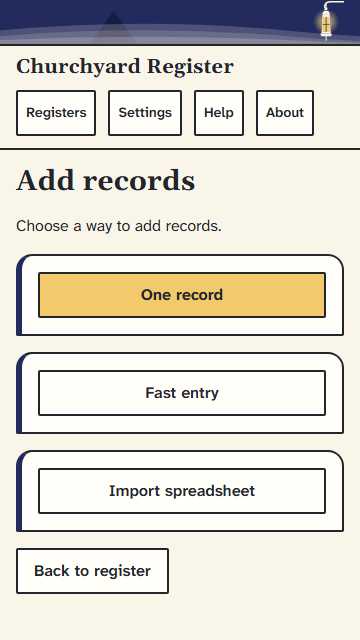 Churchyard Register
Registers
Settings
Help
About
Add records
Choose a way to add records.
One record
Fast entry
Import spreadsheet
Back to register